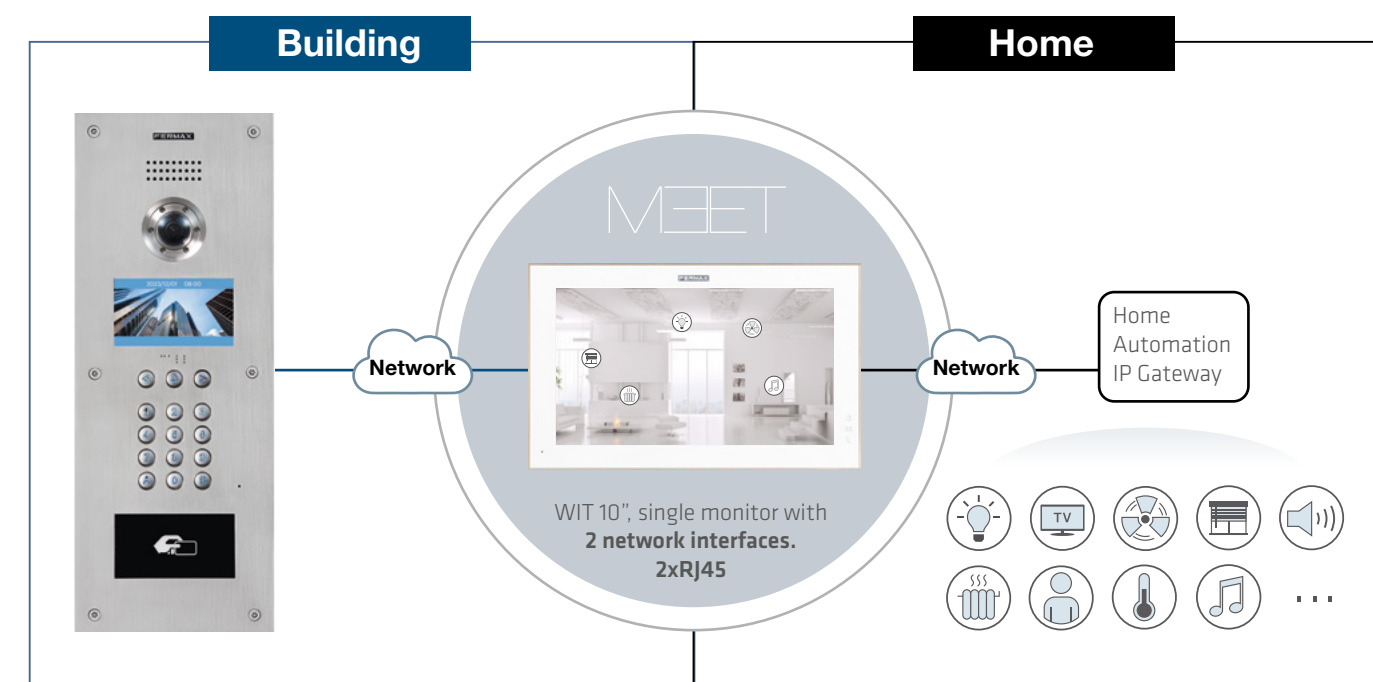 Building
Home
FERMAX
2023/12/01 08:00
MEET
FERMAX
Network
Network
Home
Automation
IP Gateway
WIT 10”, single monitor with
2 network interfaces.
2xRJ45
TV
...